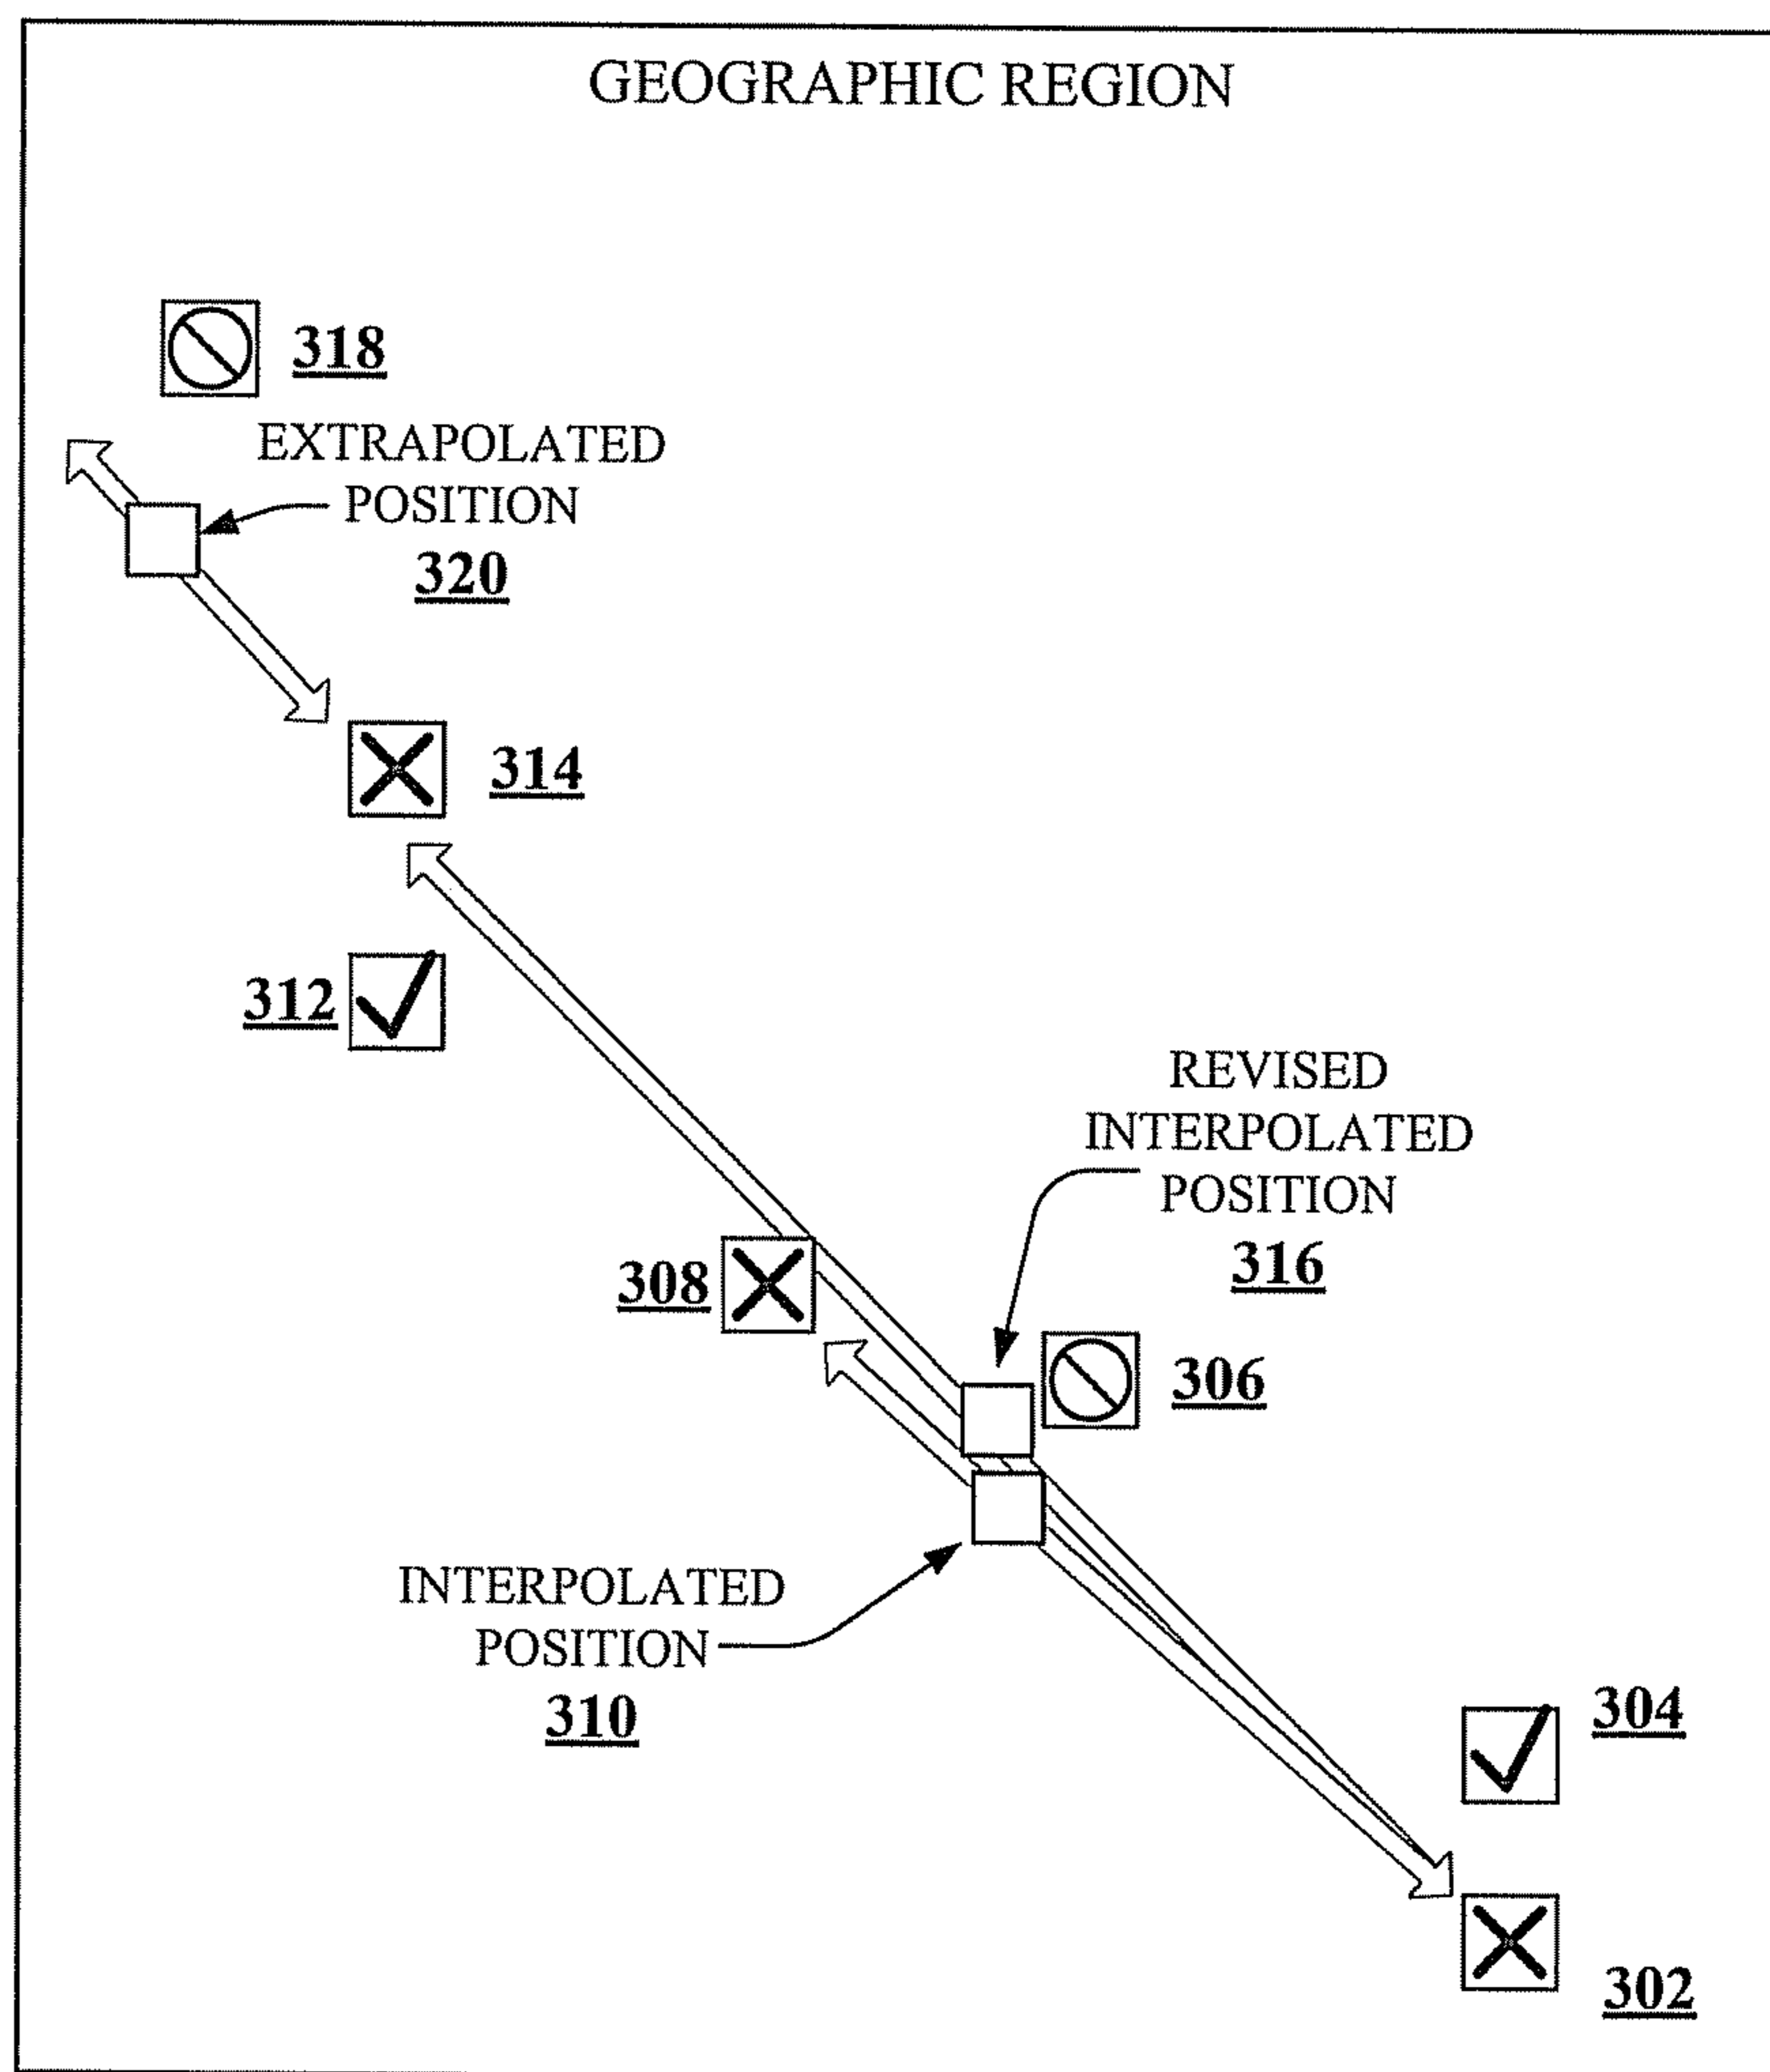 GEOGRAPHIC REGION
318
EXTRAPOLATED
POSITION
320
314
312
REVISED
INTERPOLATED
POSITION
316
308
306
INTERPOLATED
POSITION
310
304
302